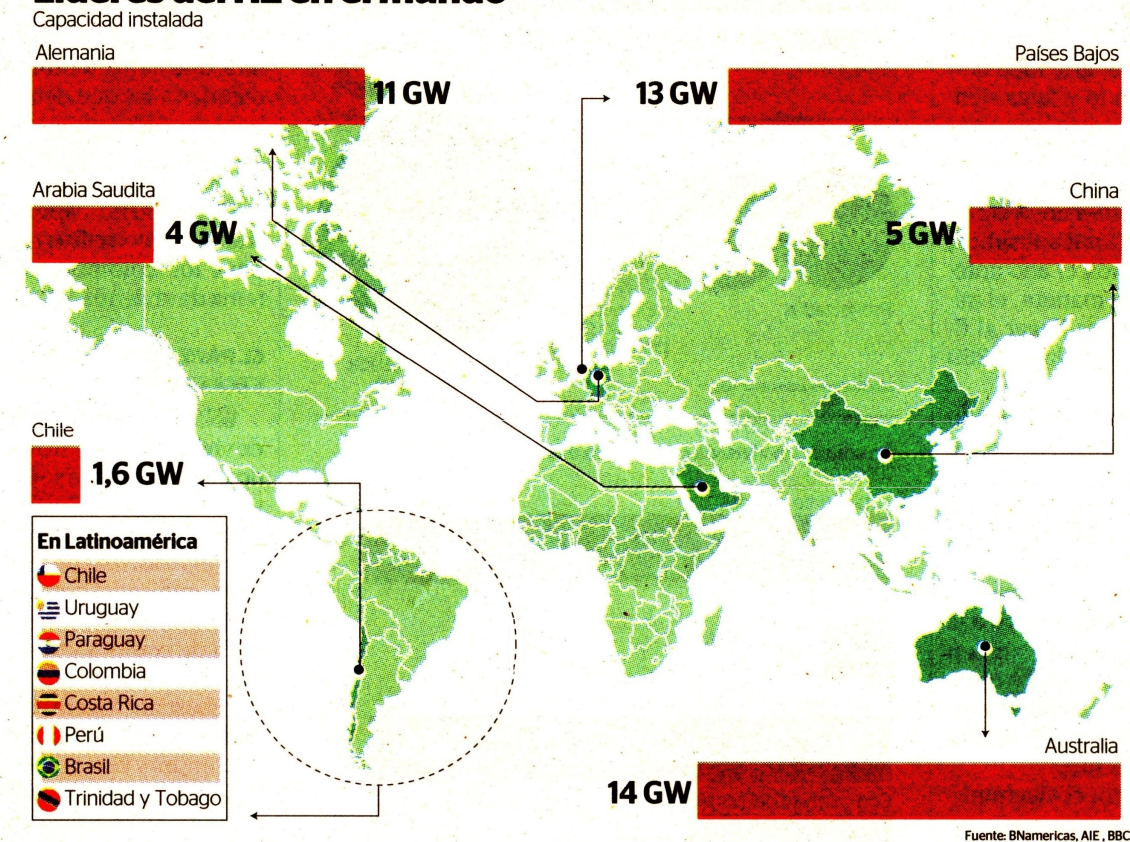 Capacidad instalada
Alemania
11 GW
Países Bajos
13 GW
Arabia Saudita
4 GW
China
5 GW
Chile
1,6 GW
En Latinoamérica
Chile
Uruguay
Paraguay
Colombia
Costa Rica
Perú
Brasil
Trinidad y Tobago
Australia
14 GW
Fuente: BNamericas, AIE , BBC